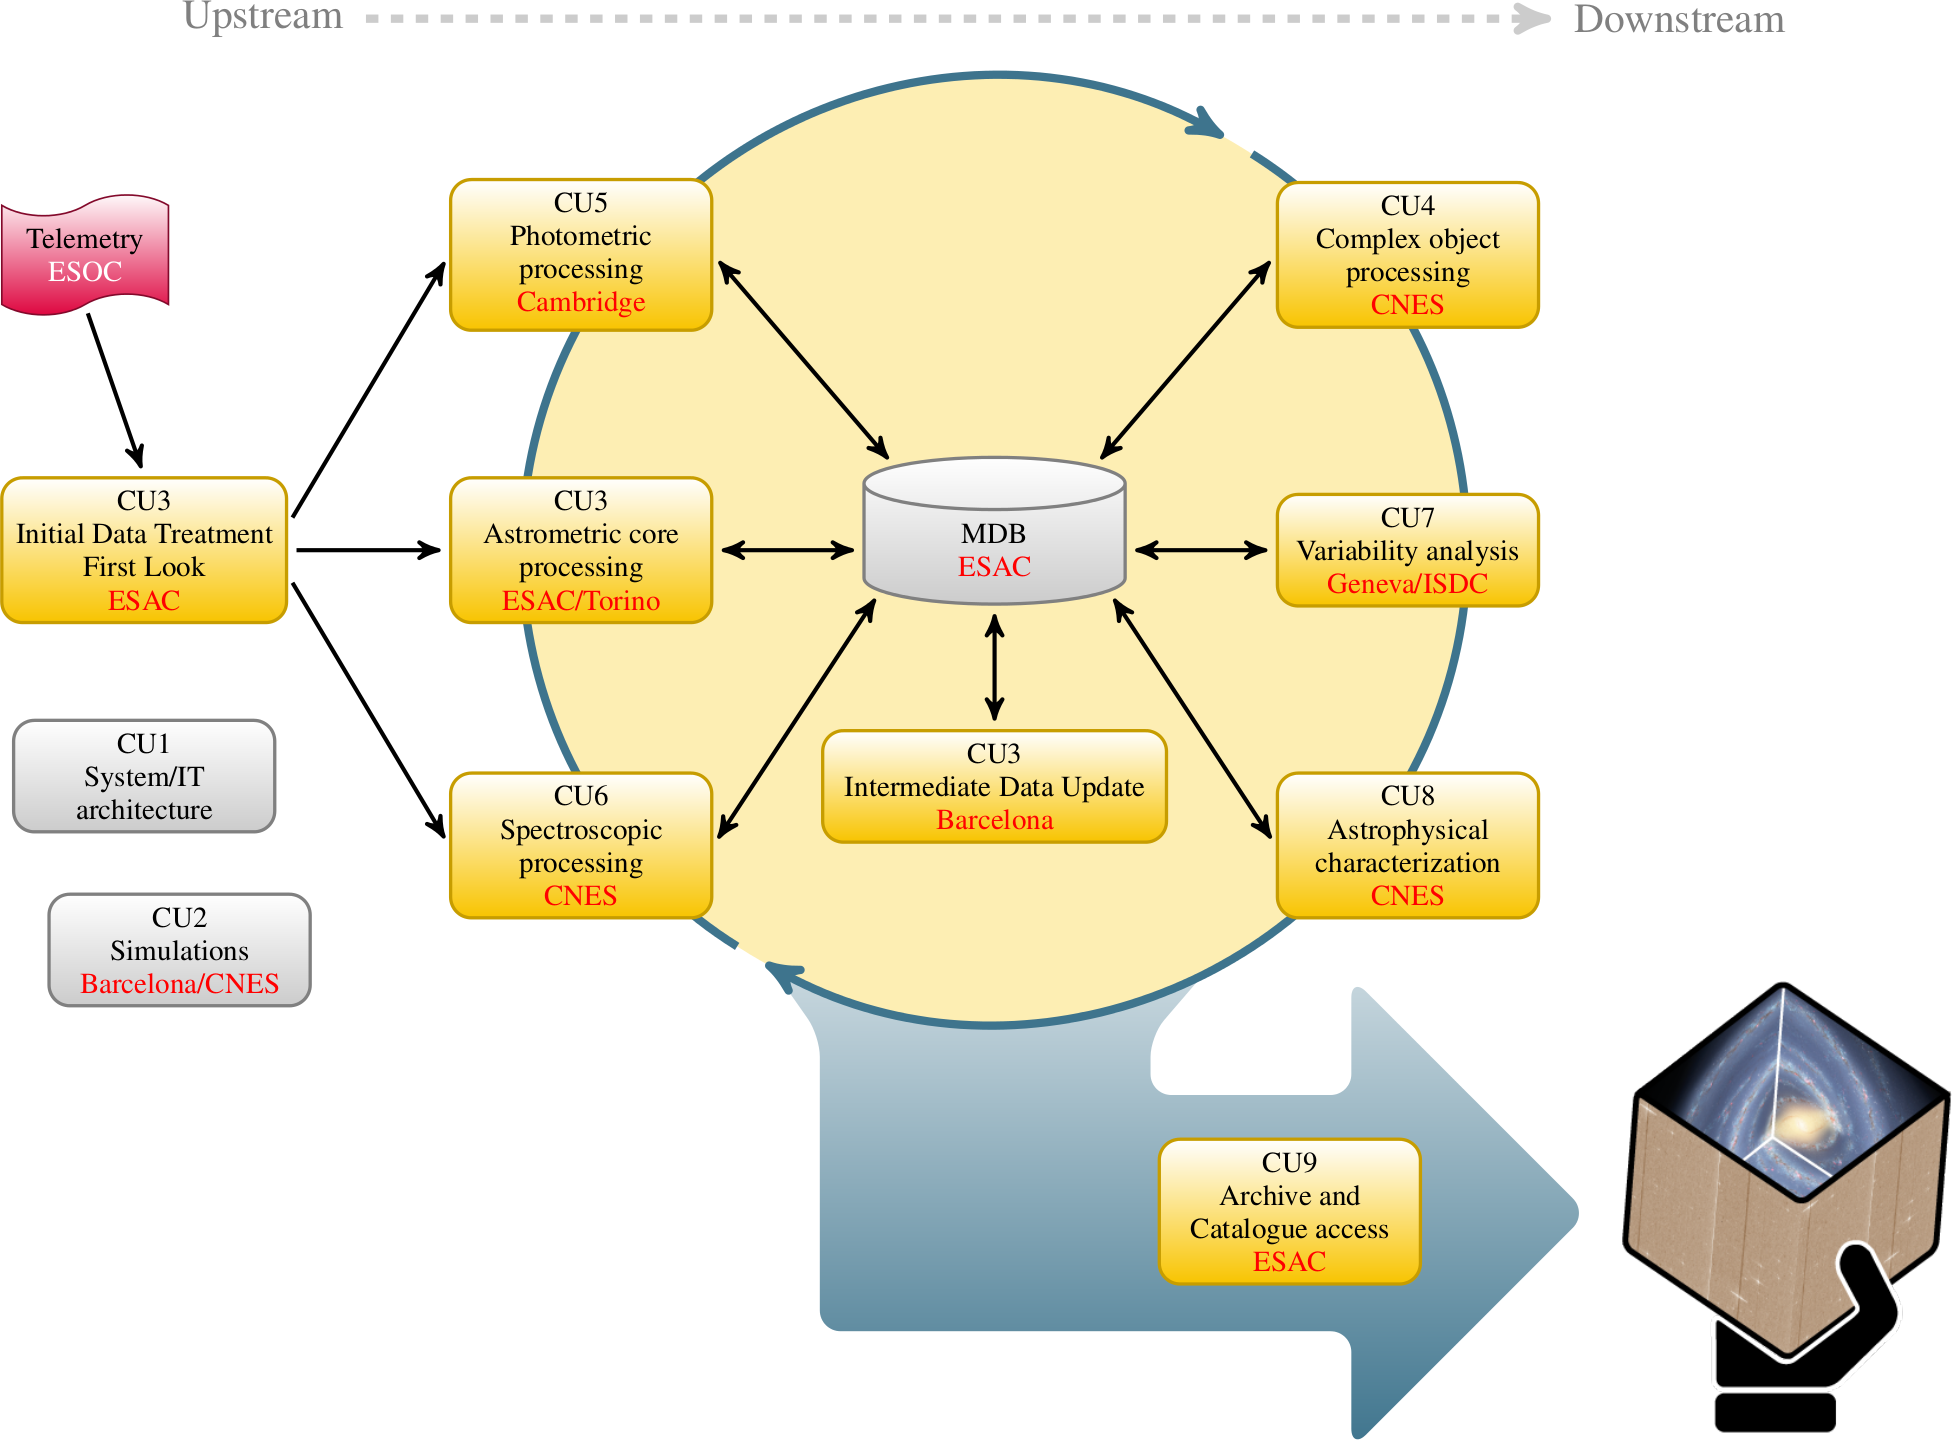 Upstream
Downstream
Telemetry
ESOC
CU5
Photometric
processing
Cambridge
CU4
Complex object
processing
CNES
CU3
Initial Data Treatment
First Look
ESAC
CU3
Astrometric core
processing
ESAC/Torino
MDB
ESAC
CU7
Variability analysis
Geneva/ISDC
CU1
System/IT
architecture
CU6
Spectroscopic
processing
CNES
CU3
Intermediate Data Update
Barcelona
CU8
Astrophysical
characterization
CNES
CU2
Simulations
Barcelona/CNES
CU9
Archive and
Catalogue access
ESAC